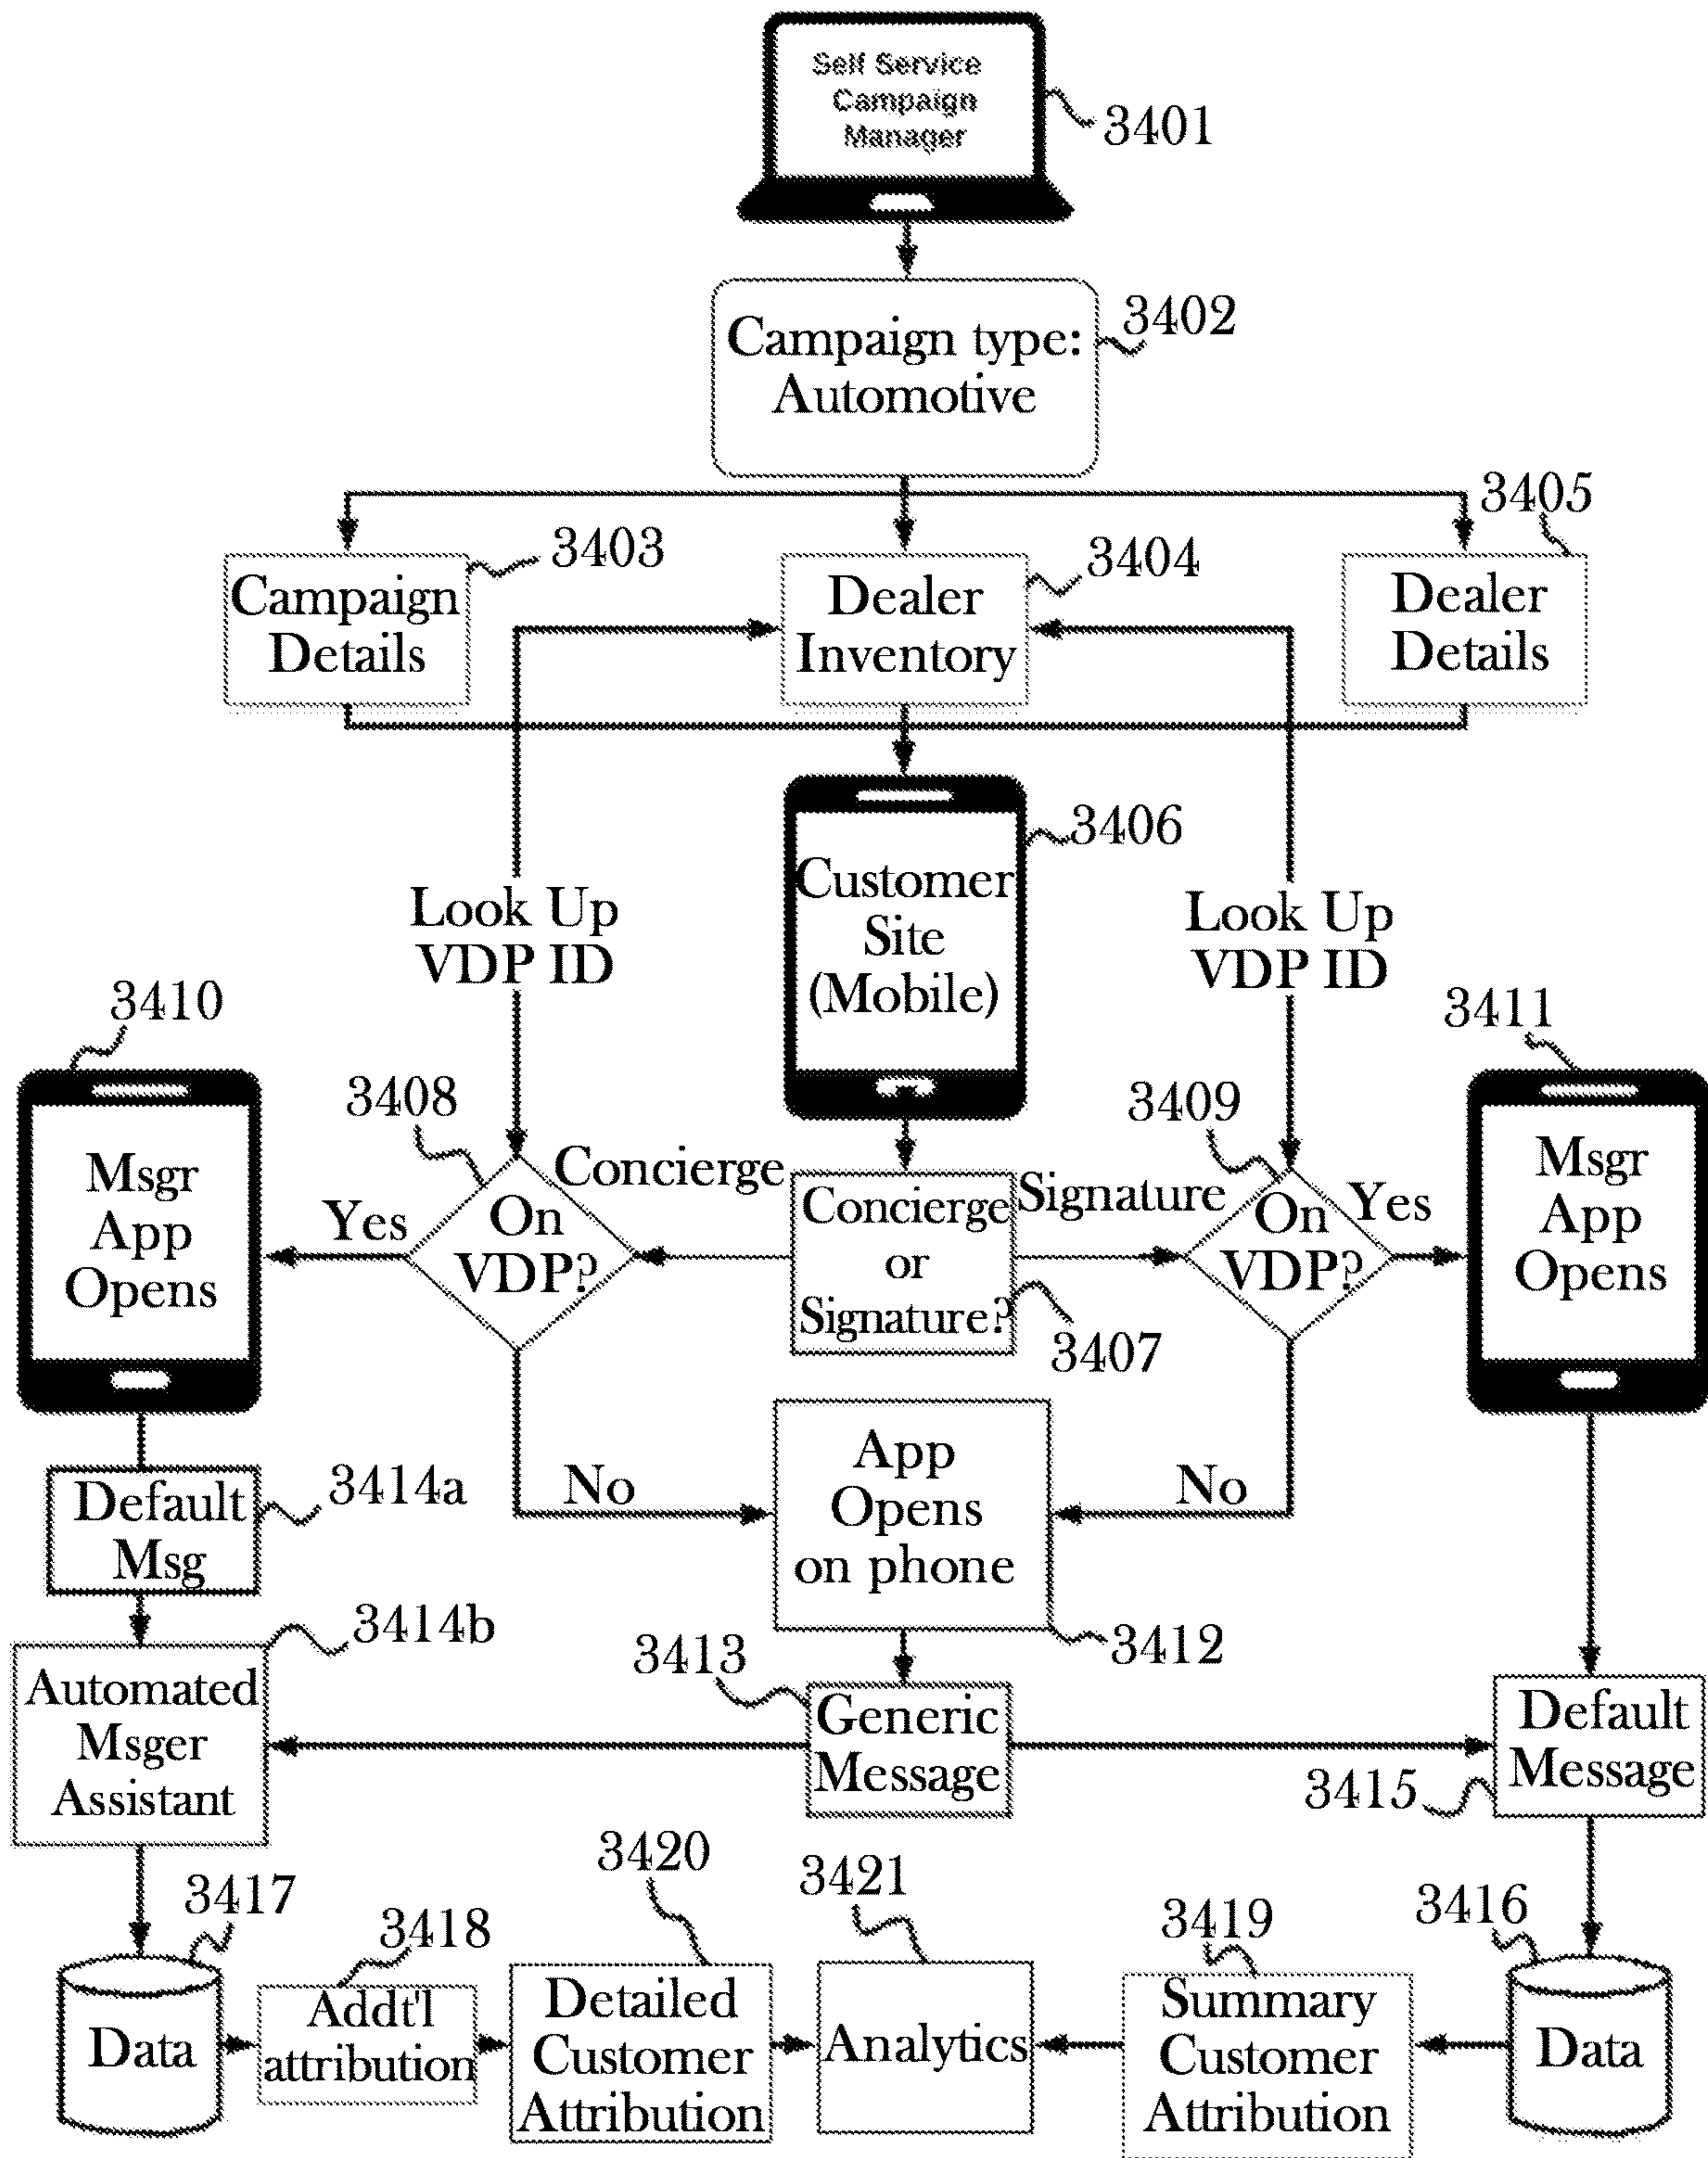 Self Service
Campaign
Manager
3401
Campaign type:
Automotive
3402
3403
Campaign
Details
3404
Dealer
Inventory
3405
Dealer
Details
3406
Customer
Site
(Mobile)
Look Up
VDP ID
Look Up
VDP ID
3410
Msgr
App
Opens
3408
On
VDP?
Yes
Concierge
Concierge
or
Signature?
3407
Signature
3409
On
VDP?
Yes
3411
Msgr
App
Opens
No
App
Opens
on phone
3412
No
Default
Msg
3414a
3414b
Automated
Msger
Assistant
3413
Generic
Message
Default
Message
3415
3417
Data
3418
Addt'l
attribution
3420
Detailed
Customer
Attribution
3421
Analytics
3419
Summary
Customer
Attribution
3416
Data